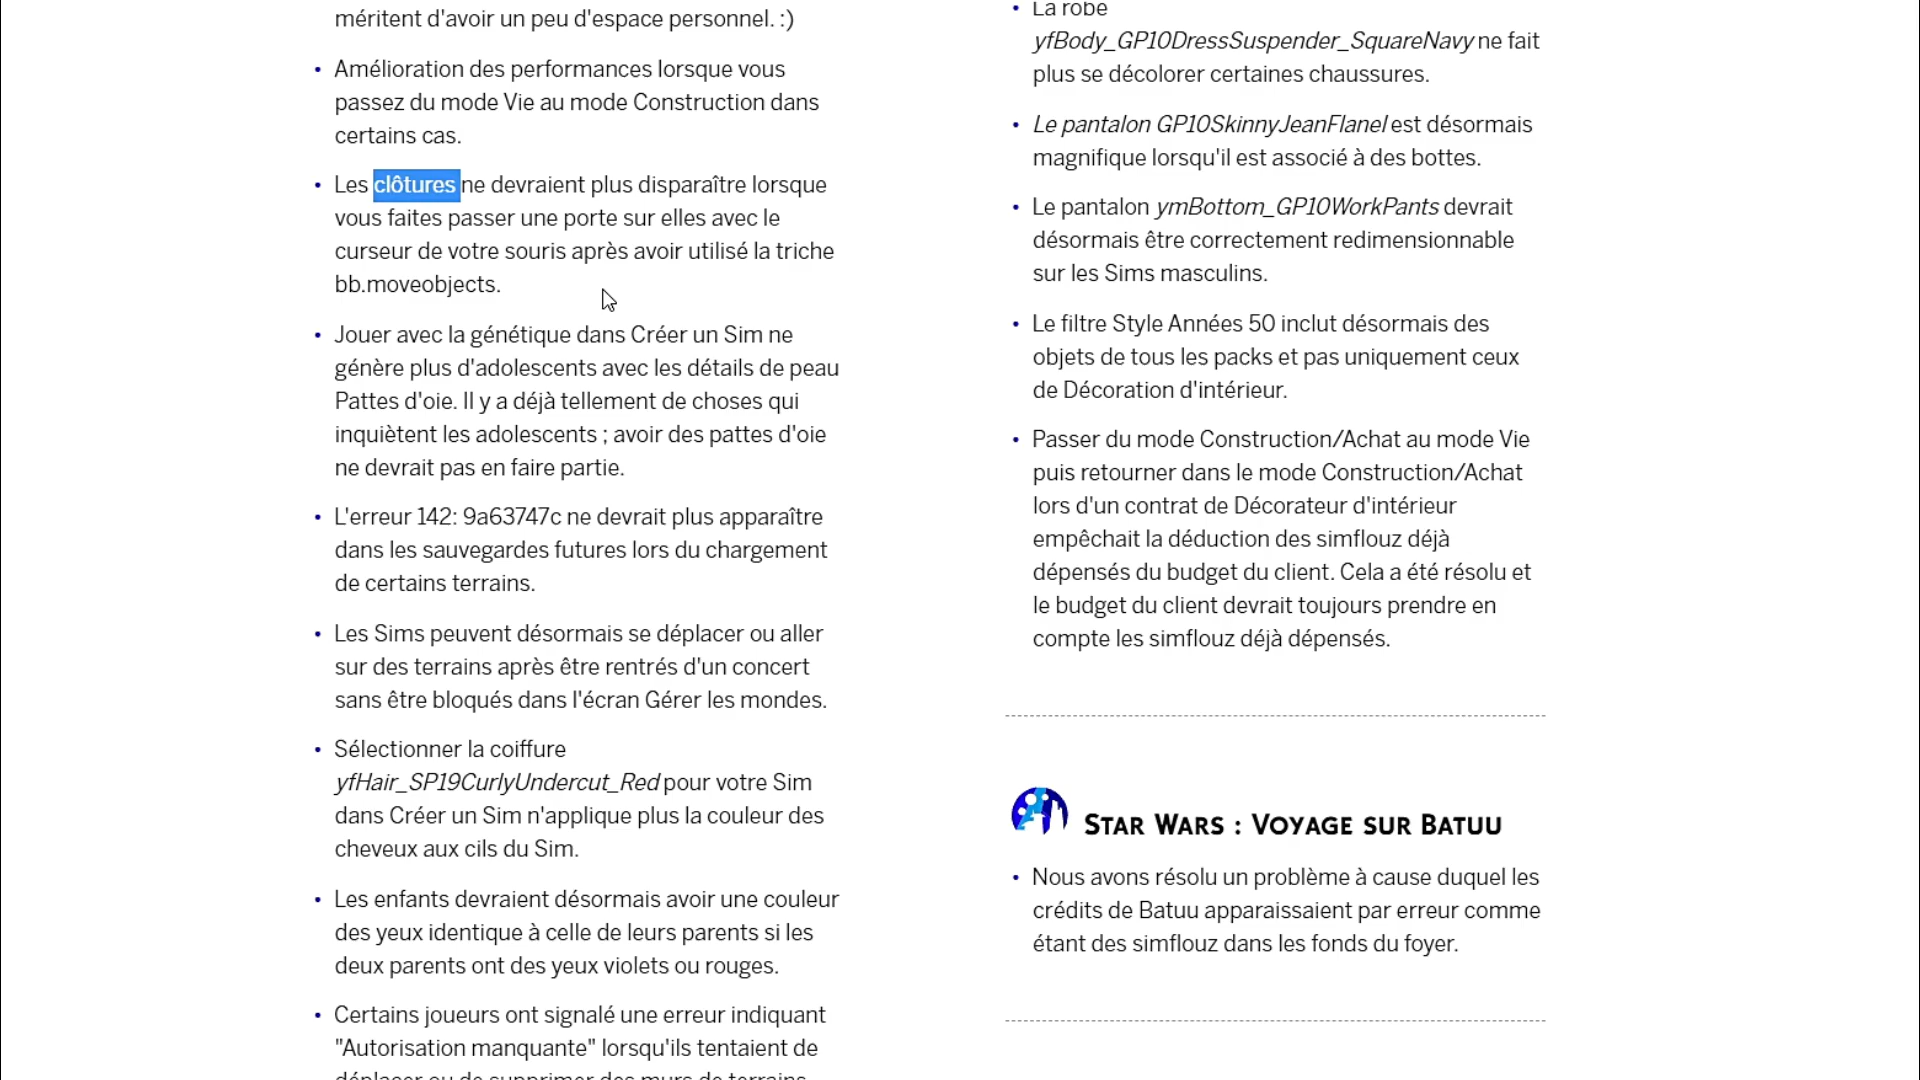 méritent d'avoir un peu d'espace personnel. :)
• Amélioration des performances lorsque vous
passez du mode Vie au mode Construction dans
certains cas.
• Les clôtures ne devraient plus disparaître lorsque
vous faites passer une porte sur elles avec le
curseur de votre souris après avoir utilisé la triche
bb.moveobjects.
• Jouer avec la génétique dans Créer un Sim ne
génère plus d'adolescents avec les détails de peau
Pattes d'oie. Il y a déjà tellement de choses qui
inquiètent les adolescents ; avoir des pattes d'oie
ne devrait pas en faire partie.
• L'erreur 142: 9a63747c ne devrait plus apparaître
dans les sauvegardes futures lors du chargement
de certains terrains.
• Les Sims peuvent désormais se déplacer ou aller
sur des terrains après être rentrés d'un concert
sans être bloqués dans l'écran Gérer les mondes.
• Sélectionner la coiffure
yfHair_SP19CurlyUndercut_Red pour votre Sim
dans Créer un Sim n'applique plus la couleur des
cheveux aux cils du Sim.
• Les enfants devraient désormais avoir une couleur
des yeux identique à celle de leurs parents si les
deux parents ont des yeux violets ou rouges.
• Certains joueurs ont signalé une erreur indiquant
"Autorisation manquante" lorsqu'ils tentaient de
déplacer ou de supprimer des murs de terrains
• La robe
yfBody_GP10DressSuspender_SquareNavy ne fait
plus se décolorer certaines chaussures.
• Le pantalon GP10SkinnyJeanFlanel est désormais
magnifique lorsqu'il est associé à des bottes.
• Le pantalon ymBottom_GP10WorkPants devrait
désormais être correctement redimensionnable
sur les Sims masculins.
• Le filtre Style Années 50 inclut désormais des
objets de tous les packs et pas uniquement ceux
de Décoration d'intérieur.
• Passer du mode Construction/Achat au mode Vie
puis retourner dans le mode Construction/Achat
lors d'un contrat de Décorateur d'intérieur
empêchait la déduction des simflouz déjà
dépensés du budget du client. Cela a été résolu et
le budget du client devrait toujours prendre en
compte les simflouz déjà dépensés.
Star Wars : Voyage sur Batuu
• Nous avons résolu un problème à cause duquel les
crédits de Batuu apparaissaient par erreur comme
étant des simflouz dans les fonds du foyer.